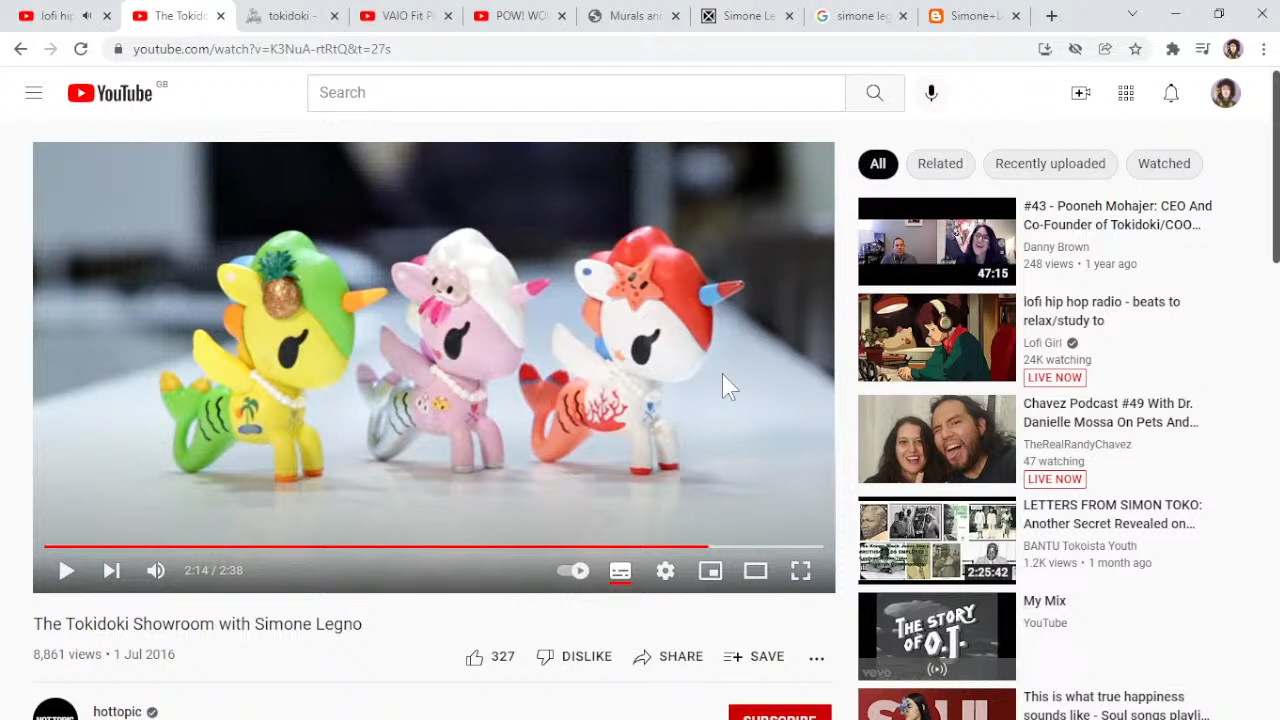 lofi hip
The Tokido
tokidoki -
VAIO Fit P
POW! WO
Murals ann
Simone Le
simone leg
Simone+L
youtube.com/watch?v=K3NuA-rtRtQ&t=27s
YouTube GB
Search
All
Related
Recently uploaded
Watched
#43 - Pooneh Mohajer: CEO And
Co-Founder of Tokidoki/COO...
Danny Brown
248 views • 1 year ago
47:15
lofi hip hop radio - beats to
relax/study to
Lofi Girl
24K watching
LIVE NOW
Chavez Podcast #49 With Dr.
Danielle Mossa On Pets And...
TheRealRandyChavez
47 watching
LIVE NOW
LETTERS FROM SIMON TOKO:
Another Secret Revealed on...
BANTU Tokoista Youth
1.2K views • 1 month ago
2:25:42
My Mix
YouTube
THE STORY
OF O.J.
vevo
This is what true happiness
sounds like - Soul songs playli...
SOUL
2:14 / 2:38
The Tokidoki Showroom with Simone Legno
8,861 views • 1 Jul 2016
327
DISLIKE
SHARE
SAVE
HOT TOPIC
hottopic
SUBSCRIBE